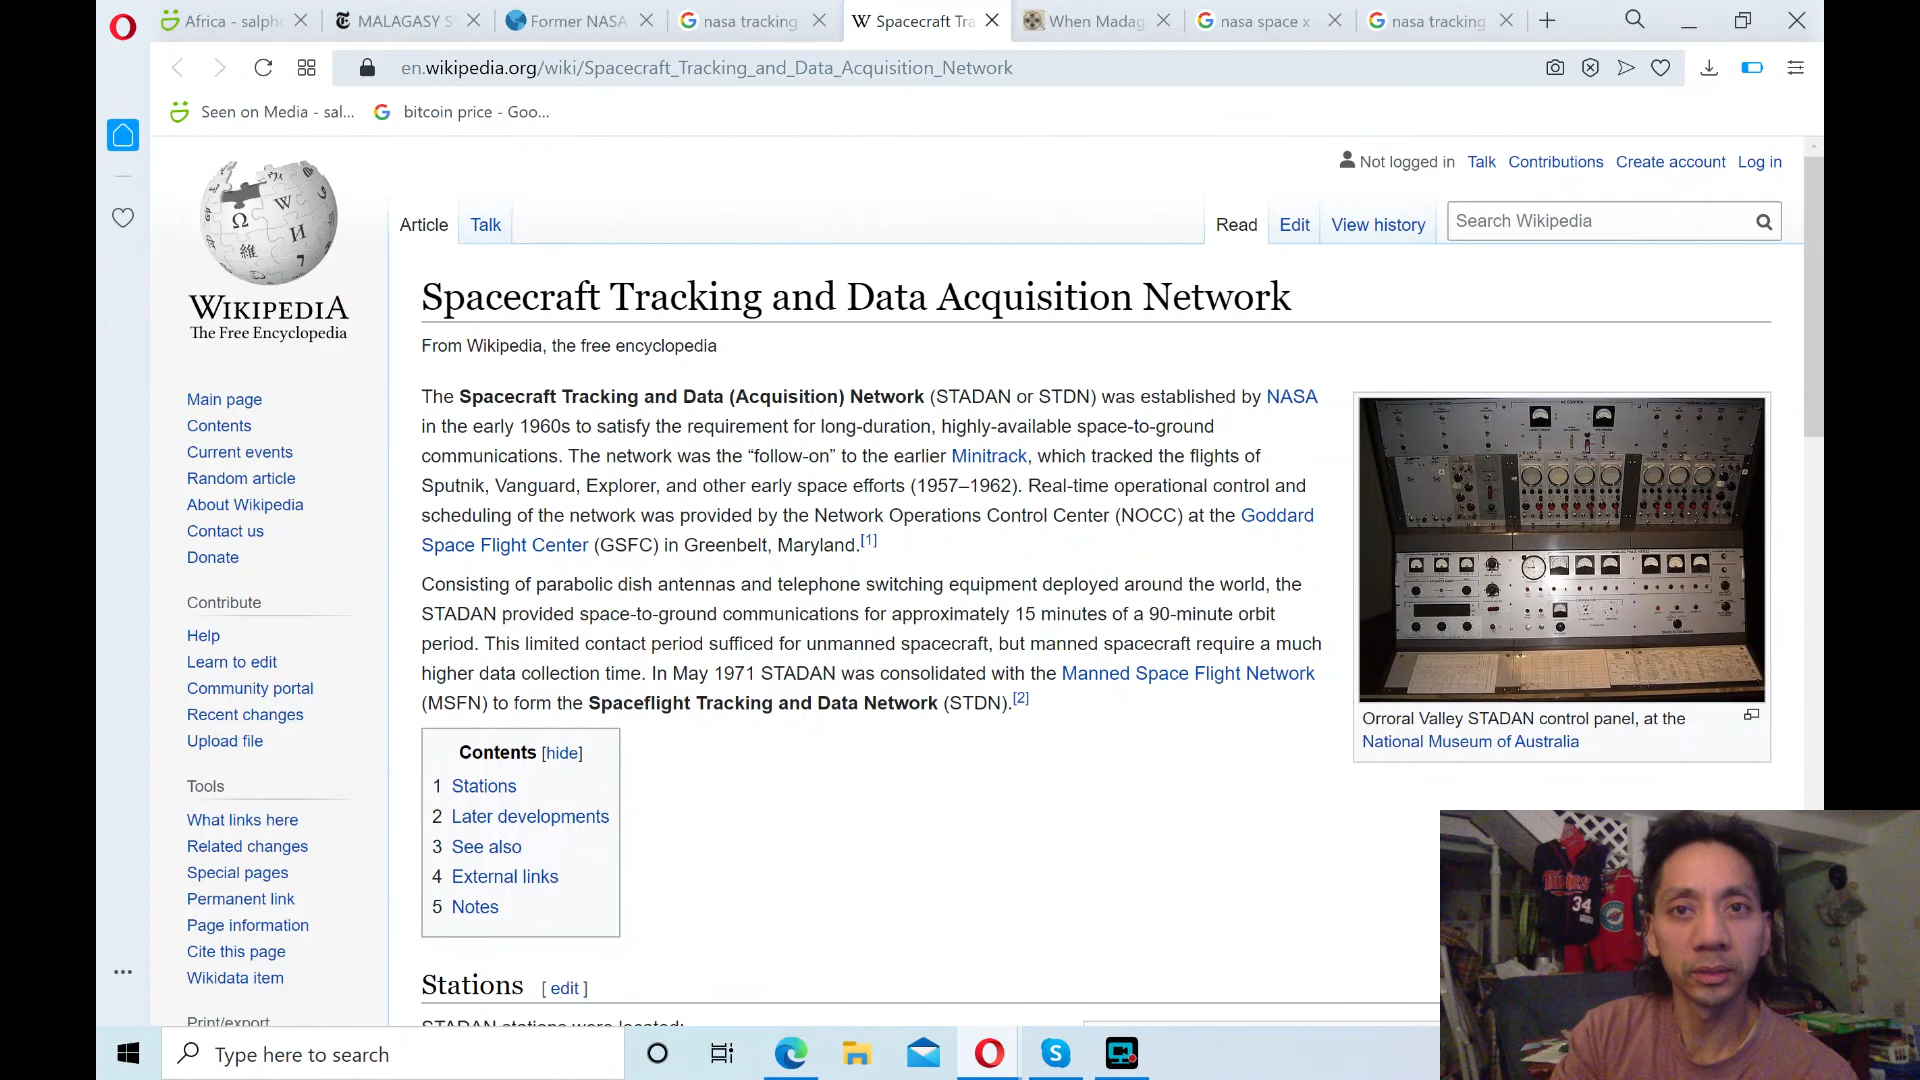 Africa - salpho
MALAGASY S
Former NASA
nasa tracking
Spacecraft Tra
When Madag
nasa space x
nasa tracking
en.wikipedia.org/wiki/Spacecraft_Tracking_and_Data_Acquisition_Network
Seen on Media - sal...
bitcoin price - Goo...
WIKIPEDIA
The Free Encyclopedia
Not logged in Talk Contributions Create account Log in
Article Talk
Read Edit View history
Search Wikipedia
Main page
Contents
Current events
Random article
About Wikipedia
Contact us
Donate
Contribute
Help
Learn to edit
Community portal
Recent changes
Upload file
Tools
What links here
Related changes
Special pages
Permanent link
Page information
Cite this page
Wikidata item
Print/export
Spacecraft Tracking and Data Acquisition Network
From Wikipedia, the free encyclopedia
The Spacecraft Tracking and Data (Acquisition) Network (STADAN or STDN) was established by NASA
in the early 1960s to satisfy the requirement for long-duration, highly-available space-to-ground
communications. The network was the “follow-on” to the earlier Minitrack, which tracked the flights of
Sputnik, Vanguard, Explorer, and other early space efforts (1957–1962). Real-time operational control and
scheduling of the network was provided by the Network Operations Control Center (NOCC) at the Goddard
Space Flight Center (GSFC) in Greenbelt, Maryland.[1]
Consisting of parabolic dish antennas and telephone switching equipment deployed around the world, the
STADAN provided space-to-ground communications for approximately 15 minutes of a 90-minute orbit
period. This limited contact period sufficed for unmanned spacecraft, but manned spacecraft require a much
higher data collection time. In May 1971 STADAN was consolidated with the Manned Space Flight Network
(MSFN) to form the Spaceflight Tracking and Data Network (STDN).[2]
Orroral Valley STADAN control panel, at the
National Museum of Australia
Contents [hide]
1 Stations
2 Later developments
3 See also
4 External links
5 Notes
Stations [ edit ]
STADAN stations were located:
Twins
34
Type here to search